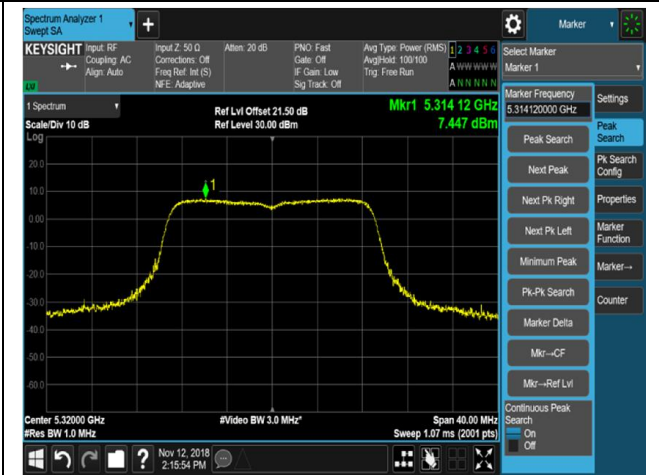 Spectrum Analyzer 1
Swept SA
Marker
KEYSIGHT
Input: RF
Coupling: AC
Align: Auto
Input Z: 50 Ω
Corrections: Off
Freq Ref: Int (S)
NFE: Adaptive
Atten: 20 dB
PNO: Fast
Gate: Off
IF Gain: Low
Sig Track: Off
Avg Type: Power (RMS)
Avg|Hold: 100/100
Trig: Free Run
1 2 3 4 5 6
A W W W W W
A N N N N N
Select Marker
Marker 1
1 Spectrum
Scale/Div 10 dB
Log
Ref Lvl Offset 21.50 dB
Ref Level 30.00 dBm
Mkr1 5.314 12 GHz
7.447 dBm
Marker Frequency
5.314120000 GHz
Settings
Peak Search
Peak
Search
Next Peak
Pk Search
Config
Next Pk Right
Properties
Next Pk Left
Marker
Function
Minimum Peak
Marker→
Pk-Pk Search
Counter
Marker Delta
Mkr→CF
Mkr→Ref Lvl
Continuous Peak
Search
On
Off
20.0
10.0
1
0.00
-10.0
-20.0
-30.0
-40.0
-50.0
-60.0
Center 5.32000 GHz
#Res BW 1.0 MHz
#Video BW 3.0 MHz*
Span 40.00 MHz
Sweep 1.07 ms (2001 pts)
Nov 12, 2018
2:15:54 PM